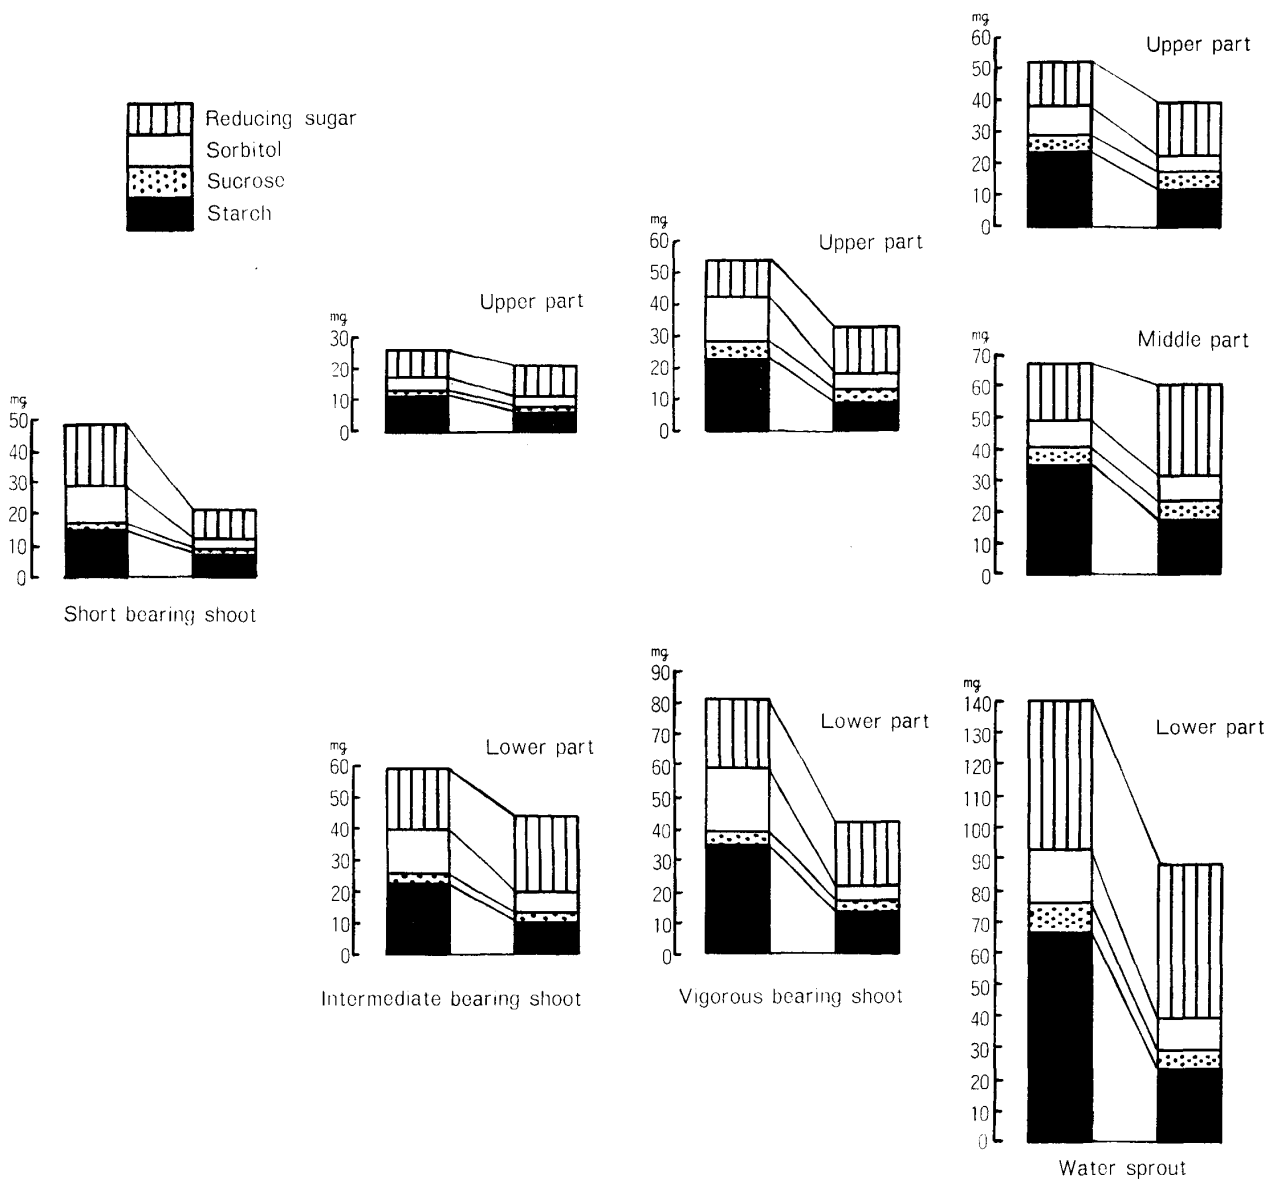 Reducing sugar
Sorbitol
Sucrose
Starch
mg
50
40
30
20
10
0
Short bearing shoot
Upper part
mg
30
20
10
0
Lower part
mg
60
50
40
30
20
10
0
Intermediate bearing shoot
Upper part
mg
60
50
40
30
20
10
0
Lower part
mg
90
80
70
60
50
40
30
20
10
0
Vigorous bearing shoot
Upper part
mg
60
50
40
30
20
10
0
Middle part
mg
70
60
50
40
30
20
10
0
Lower part
mg
140
130
120
110
100
90
80
70
60
50
40
30
20
10
0
Water sprout